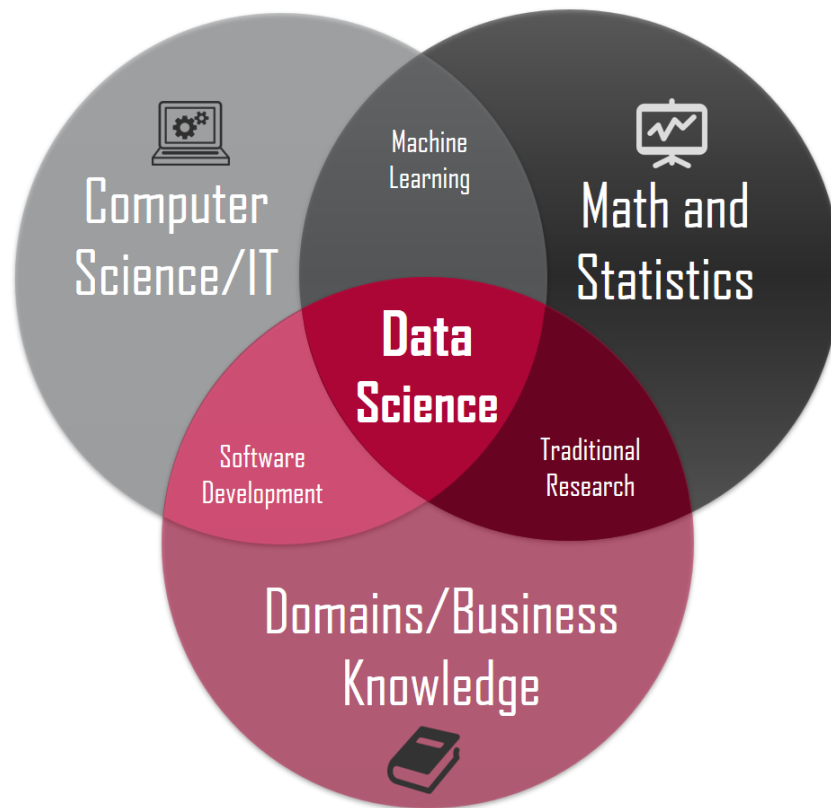 Machine
Learning
Computer
Science/IT
Math and
Statistics
Data
Science
Software
Development
Traditional
Research
Domains/Business
Knowledge